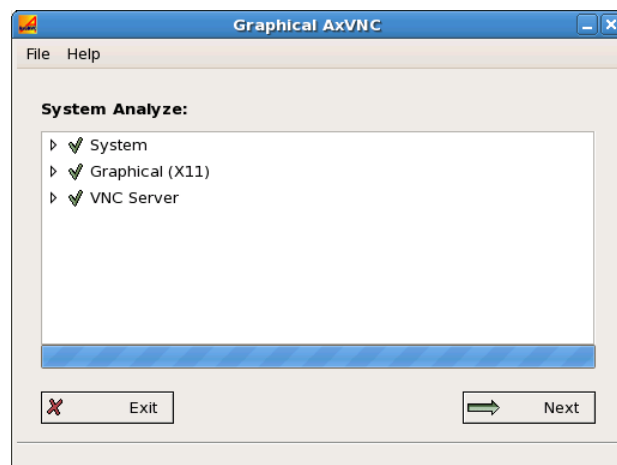 Graphical AxVNC
File Help
System Analyze:
System
Graphical (X11)
VNC Server
Exit
Next